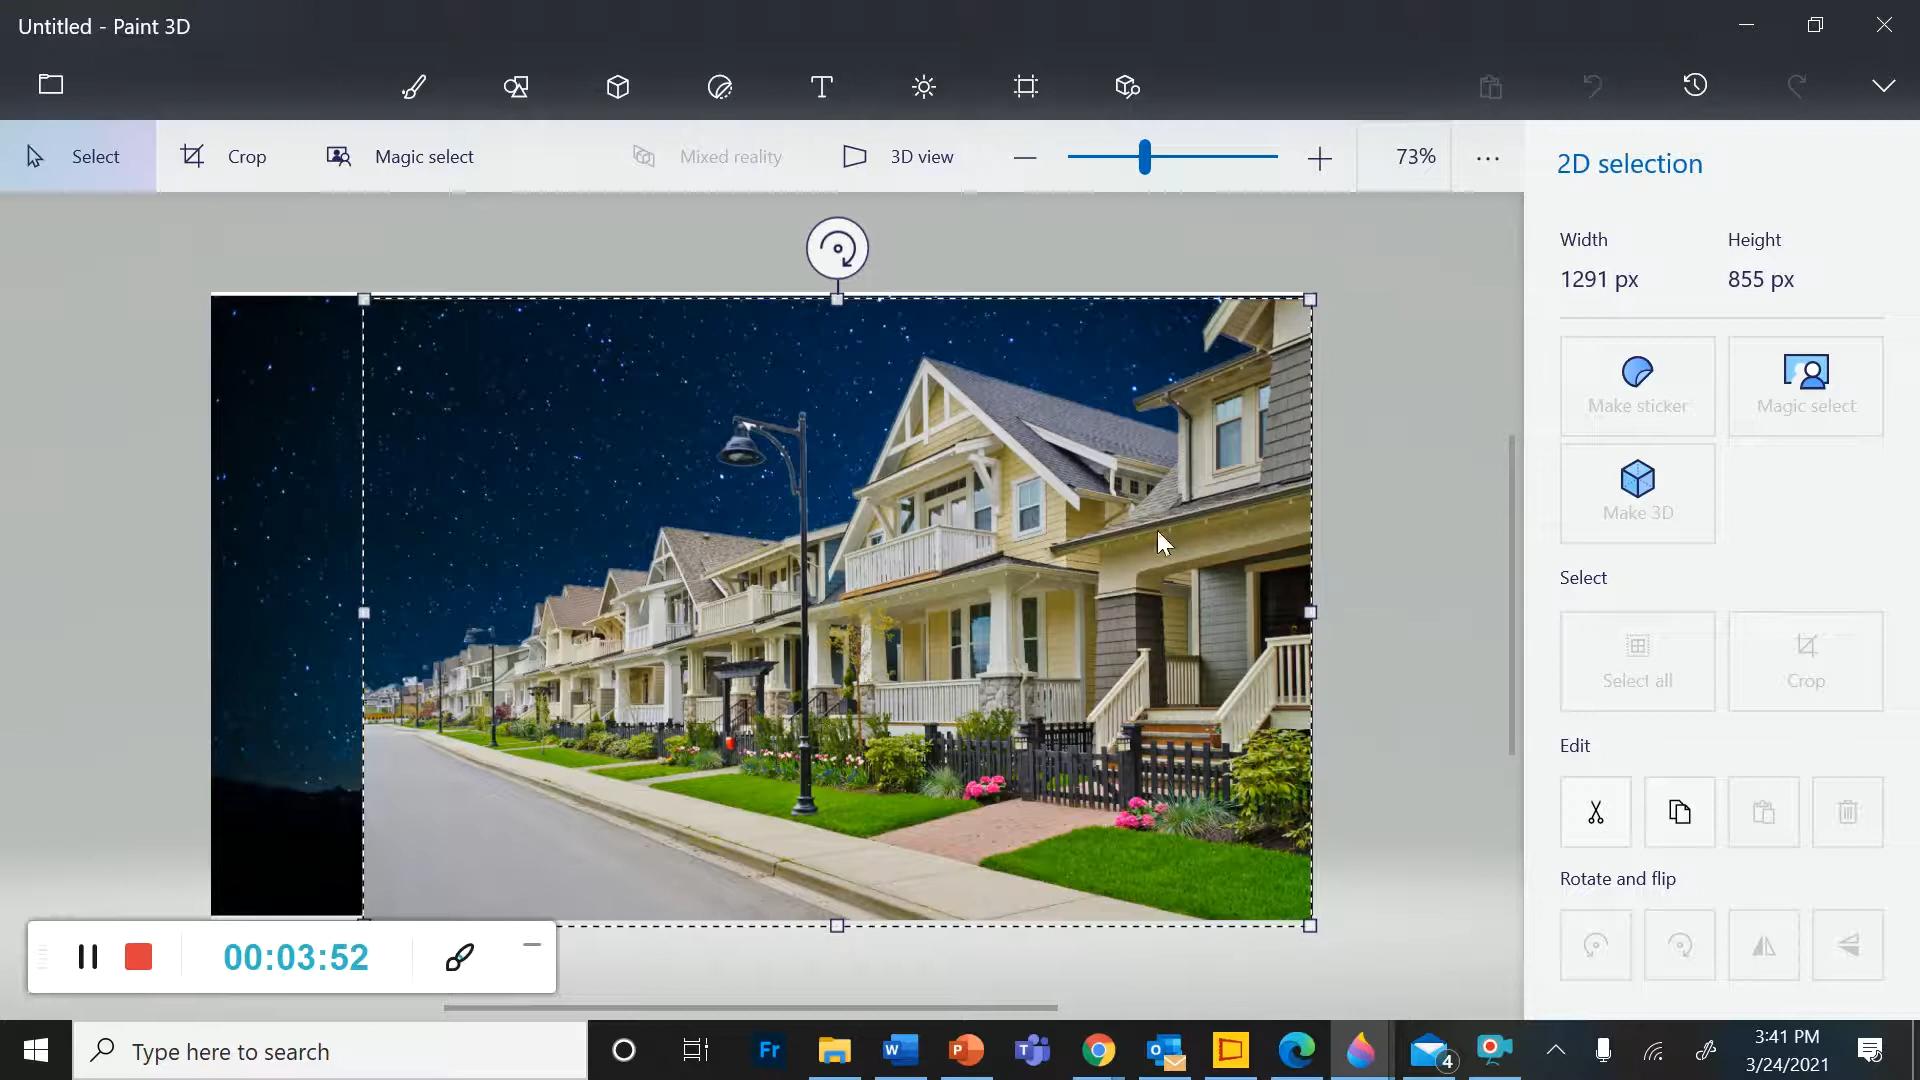 Untitled - Paint 3D
Select
Crop
Magic select
Mixed reality
3D view
73%
2D selection
Width
Height
1291 px
855 px
Make sticker
Magic select
Make 3D
Select
Select all
Crop
Edit
Rotate and flip
00:03:52
Type here to search
Fr
W
P
T
O
4
3:41 PM
3/24/2021